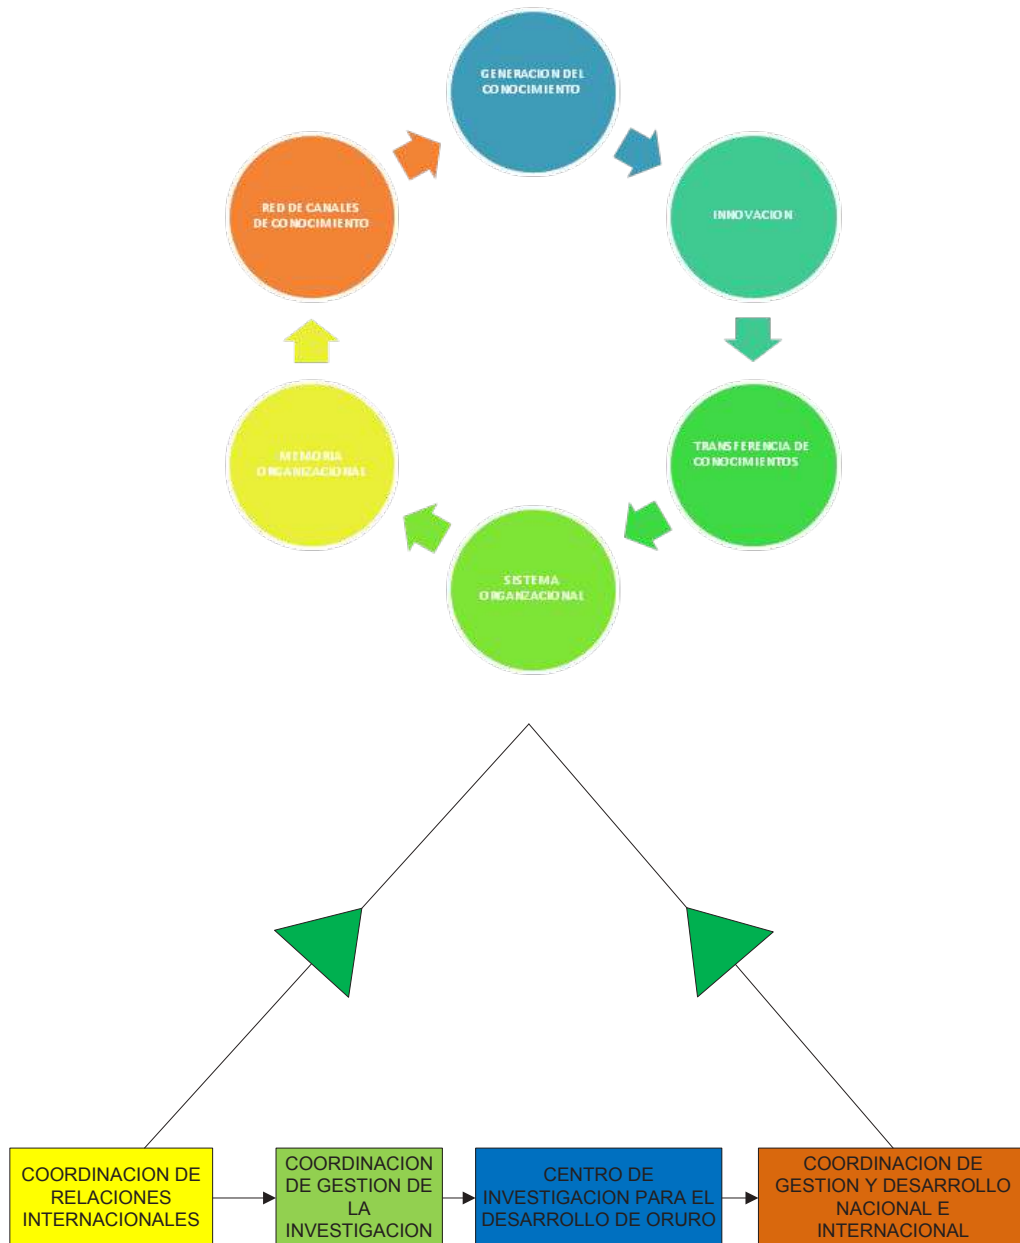 GENERACION DEL
CONOCIMIENTO
RED DE CANALES
DE CONOCIMIENTO
INNOVACION
MEMORIA
ORGANIZACIONAL
TRANSFERENCIA DE
CONOCIMIENTOS
SISTEMA
ORGANZACIONAL
COORDINACION DE
RELACIONES
INTERNACIONALES
COORDINACION
DE GESTION DE
LA
INVESTIGACION
CENTRO DE
INVESTIGACION PARA EL
DESARROLLO DE ORURO
COORDINACION DE
GESTION Y DESARROLLO
NACIONAL E
INTERNACIONAL